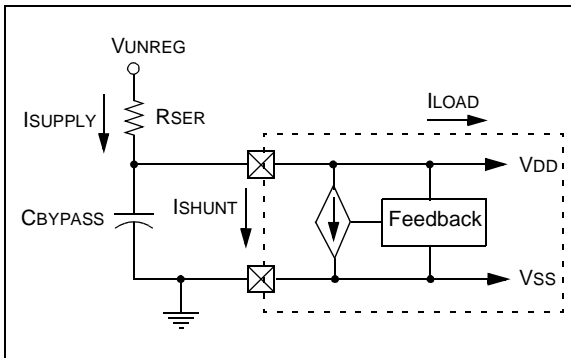 VUNREG
ISUPPLY
RSER
ILOAD
VDD
CBYPASS
ISHUNT
Feedback
VSS